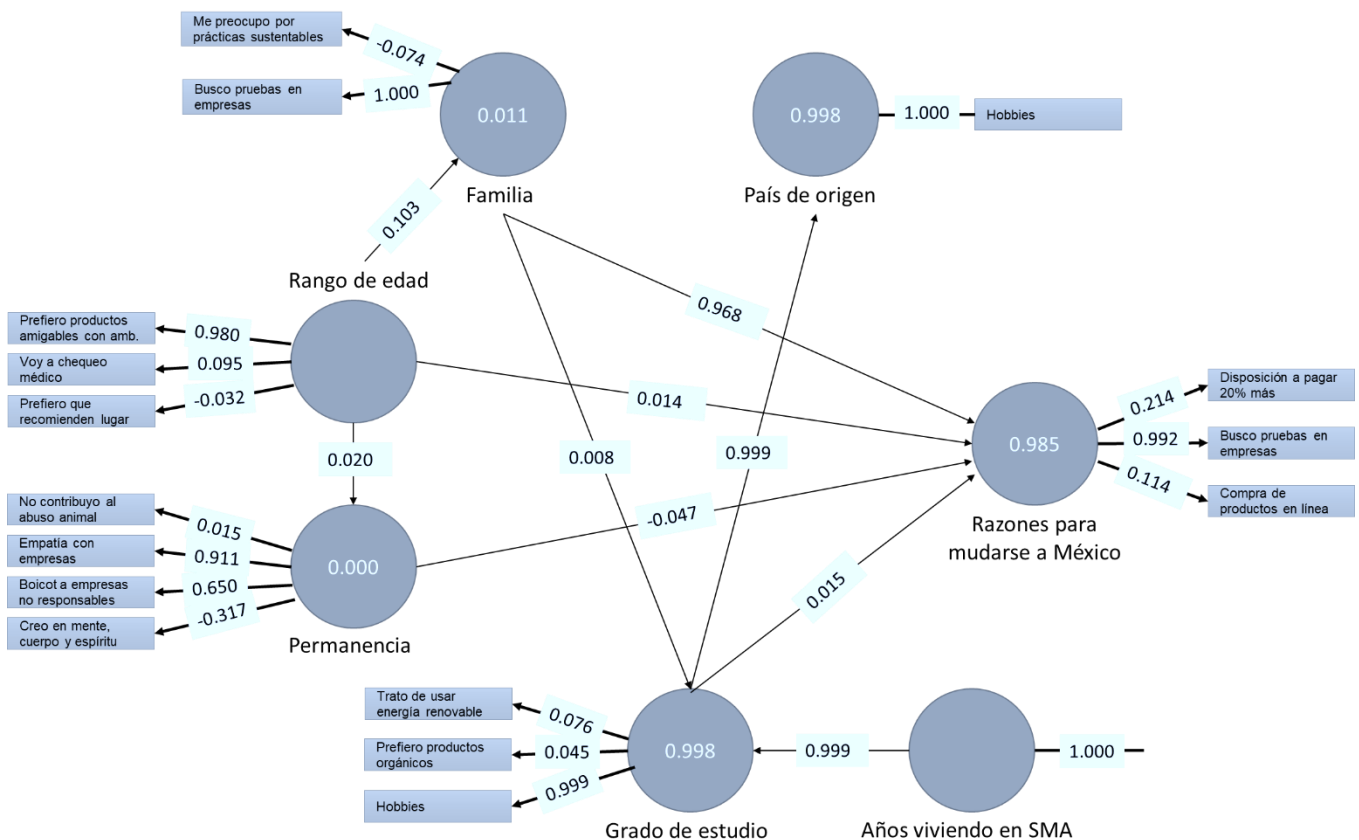 Me preocupo por
prácticas sustentables
-0.074
Busco pruebas en
empresas
1.000
0.011
Familia
0.998
País de origen
1.000
Hobbies
0.103
Rango de edad
Prefiero productos
amigables con amb.
0.980
Voy a chequeo
médico
0.095
Prefiero que
recomienden lugar
-0.032
0.968
0.014
0.020
0.008
0.999
-0.047
0.015
0.985
Razones para
mudarse a México
0.214
Disposición a pagar
20% más
0.992
Busco pruebas en
empresas
0.114
Compra de
productos en línea
No contribuyo al
abuso animal
0.015
Empatía con
empresas
0.911
Boicot a empresas
no responsables
0.650
Creo en mente,
cuerpo y espíritu
-0.317
0.000
Permanencia
Trato de usar
energía renovable
0.076
Prefiero productos
orgánicos
0.045
Hobbies
0.999
0.998
Grado de estudio
0.999
Años viviendo en SMA
1.000